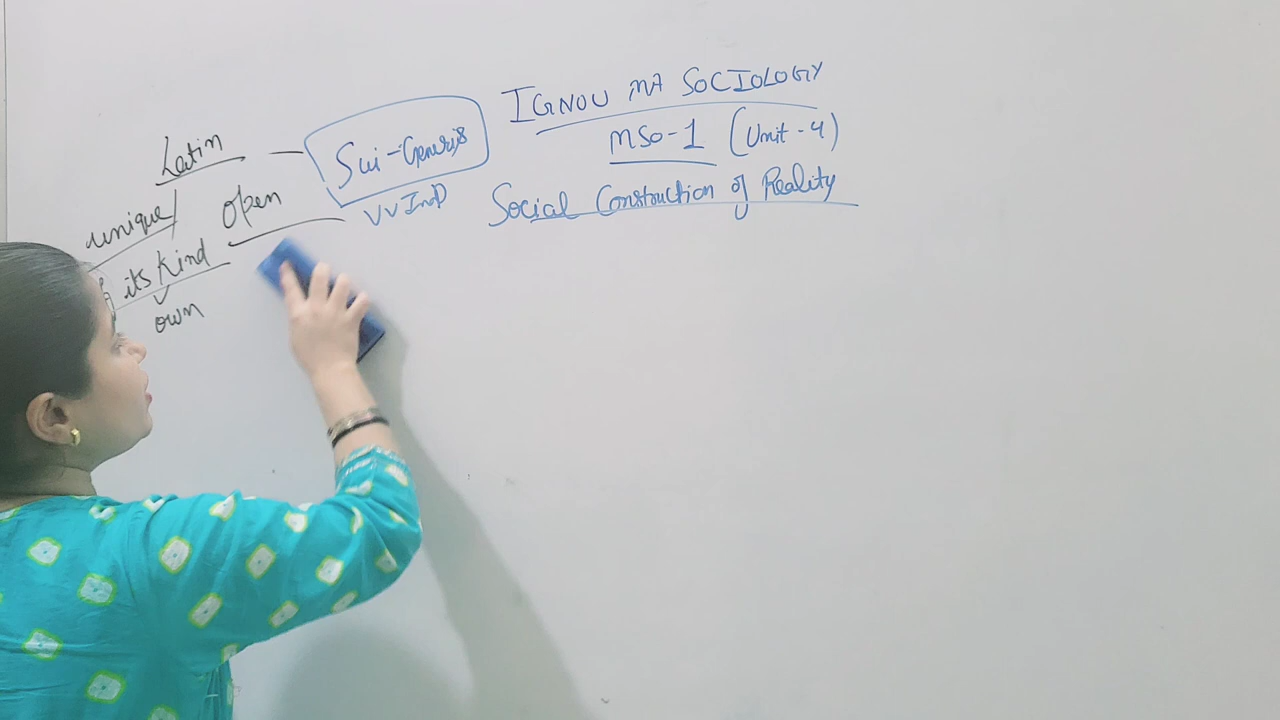 IGNOU MA SOCIOLOGY
MSO-1 (Unit-4)
Social Construction of Reality
Latin — Sui-Generis
VV Imp
unique/ open
its kind
own